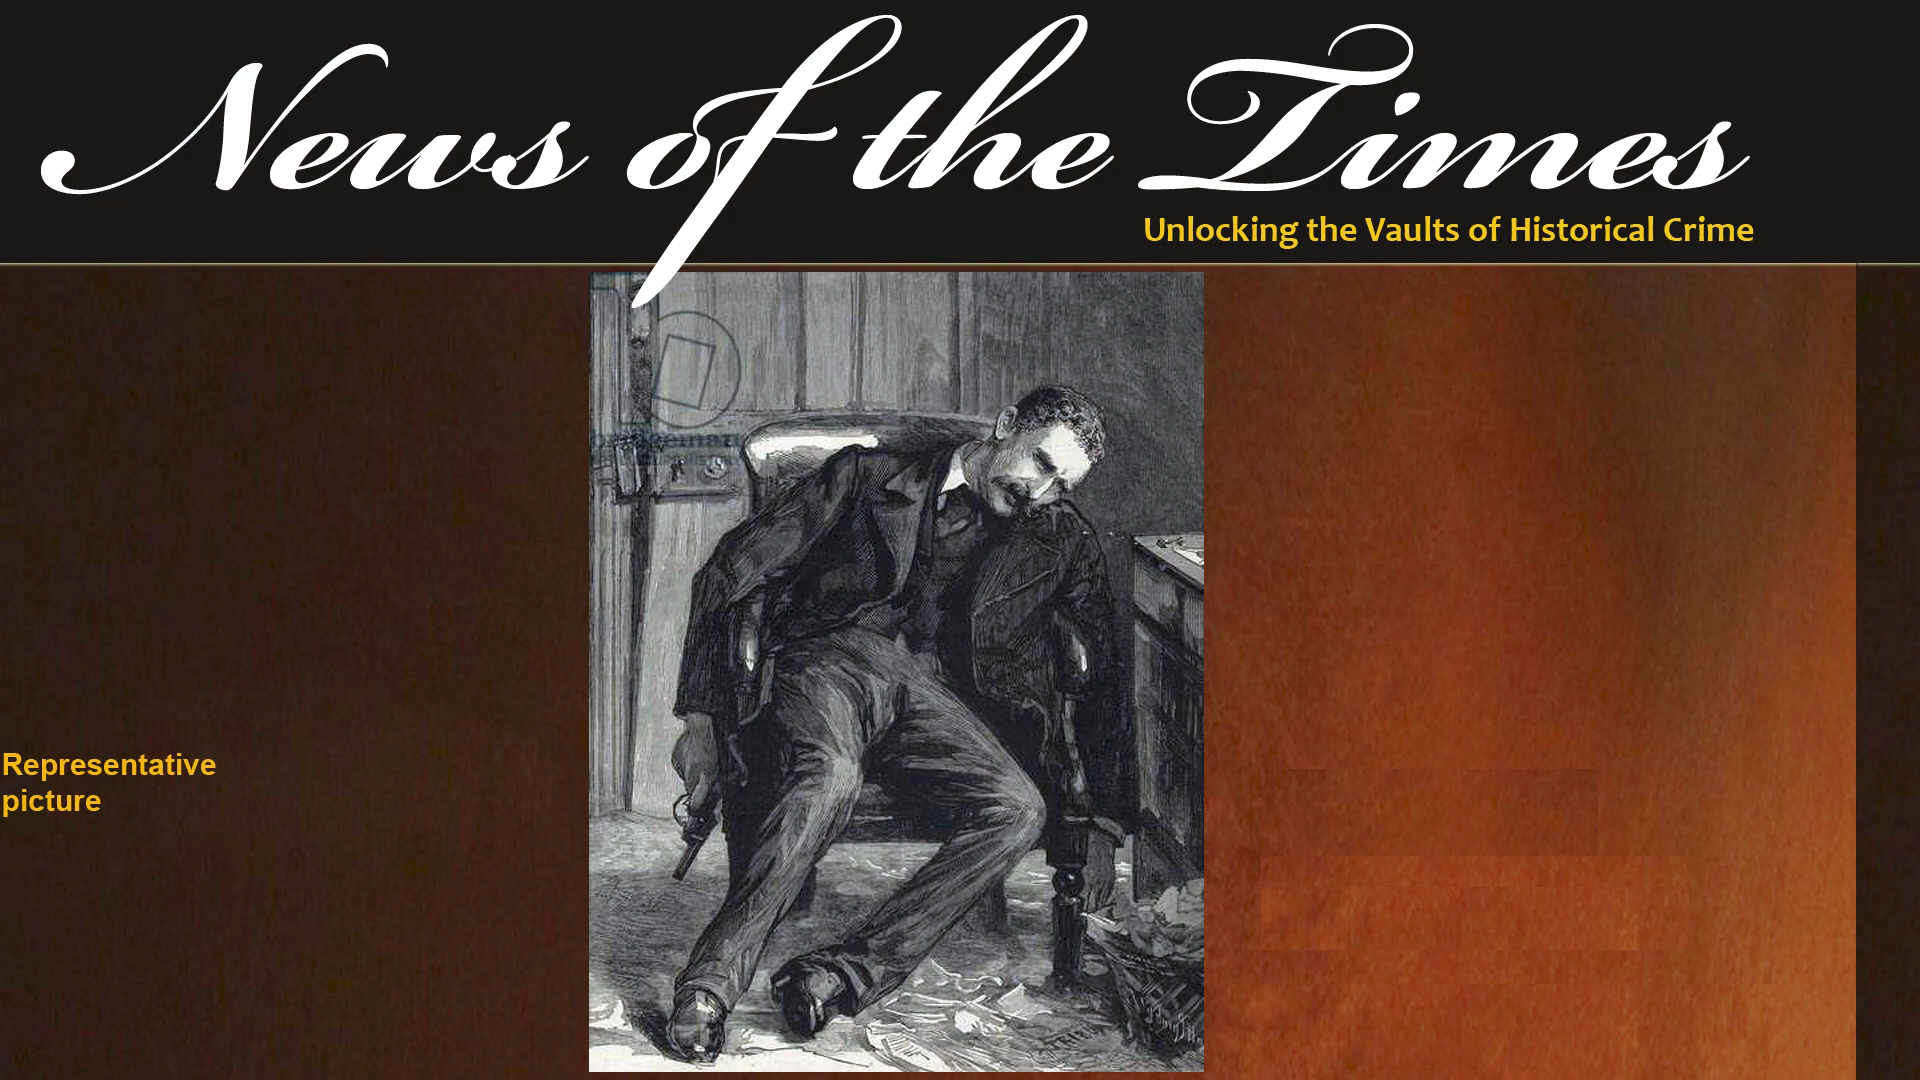 News of the Times
Unlocking the Vaults of Historical Crime
Representative
picture